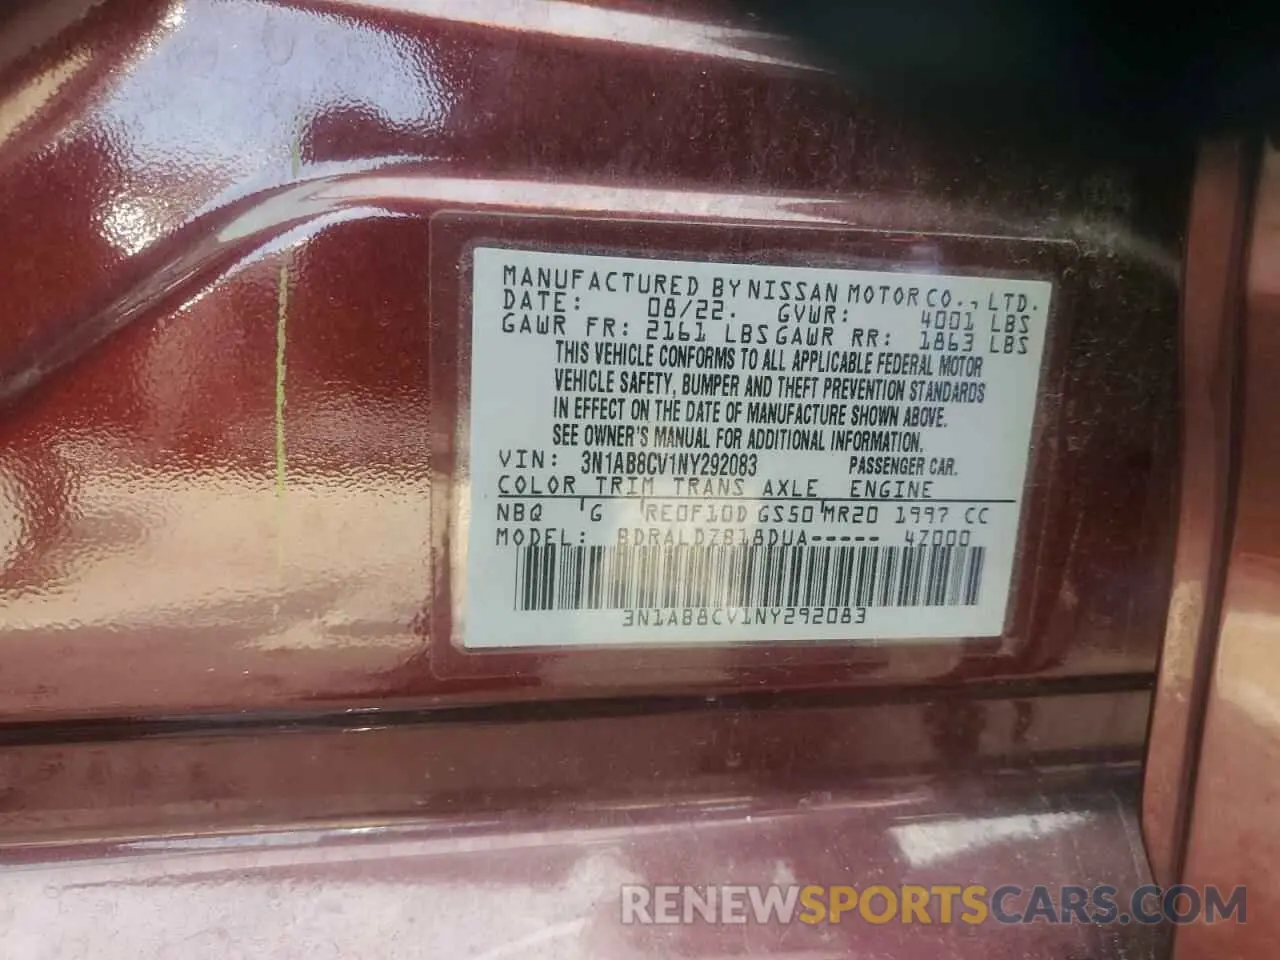 MANUFACTURED BY NISSAN MOTOR CO., LTD.
DATE: 08/22. GVWR: 4001 LBS
GAWR FR: 2161 LBS GAWR RR: 1863 LBS
THIS VEHICLE CONFORMS TO ALL APPLICABLE FEDERAL MOTOR
VEHICLE SAFETY, BUMPER AND THEFT PREVENTION STANDARDS
IN EFFECT ON THE DATE OF MANUFACTURE SHOWN ABOVE.
SEE OWNER'S MANUAL FOR ADDITIONAL INFORMATION.
VIN: 3N1AB8CV1NY292083 PASSENGER CAR.
COLOR TRIM TRANS AXLE ENGINE
NBQ G RE0F10D GS50 MR20 1997 CC
MODEL: BDRALDZ818DUA----- 4Z000
3N1AB8CV1NY292083
RENEWSPORTSCARS.COM